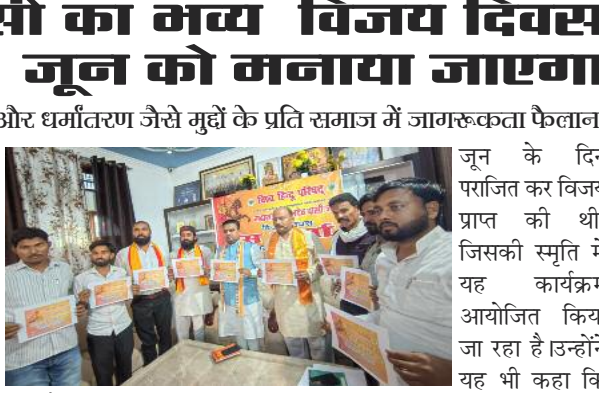 सी का भव्य विजय दिवस
जून को मनाया जाएगा
और धर्मांतरण जैसे मुद्दों के प्रति समाज में जागरूकता फैलान
विश्व हिन्दू परिषद
जून के दिन
पराजित कर विजय
प्राप्त की थी
जिसकी स्मृति में
यह कार्यक्रम
आयोजित किया
जा रहा है।उन्होंने
यह भी कहा कि